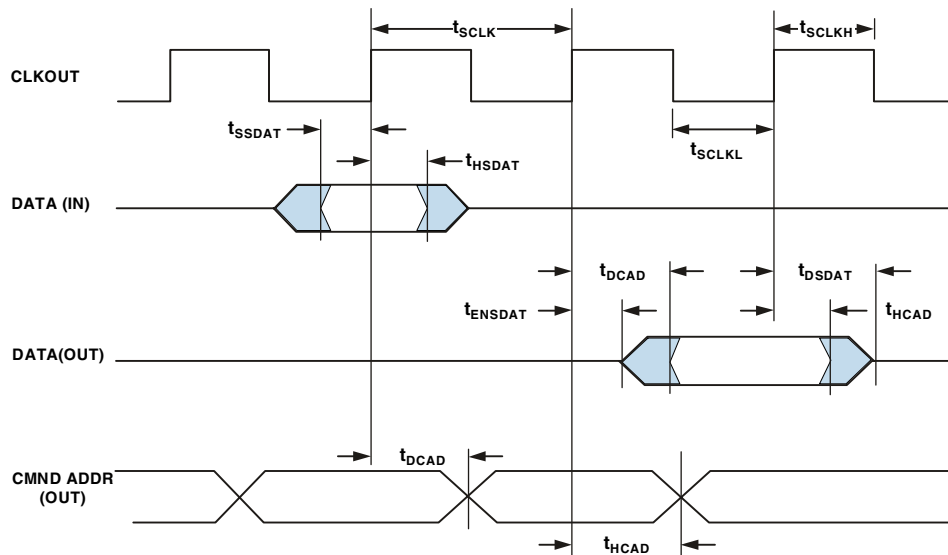 tSCLK
tSCLKH
CLKOUT
tSSDAT
tSCLKL
tHSDAT
DATA (IN)
tDCAD
tDSDAT
tENSDAT
tHCAD
DATA(OUT)
tDCAD
CMND ADDR
(OUT)
tHCAD